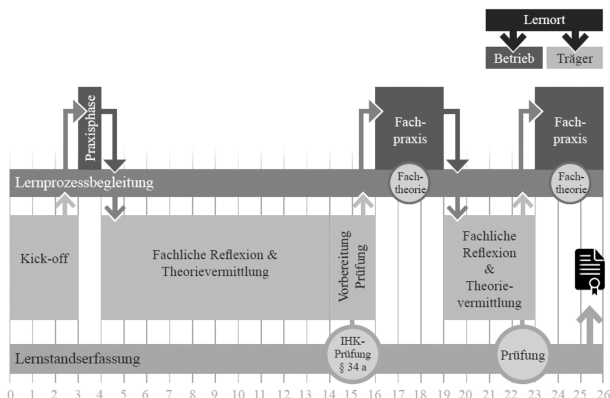 Lernort
Betrieb
Träger
Praxisphase
Fach-
praxis
Fach-
praxis
Lernprozessbegleitung
Fach-
theorie
Fach-
theorie
Kick-off
Fachliche Reflexion &
Theorievermittlung
Vorbereitung
Prüfung
Fachliche
Reflexion
&
Theorie-
vermittlung
Lernstandserfassung
IHK-
Prüfung
§ 34 a
Prüfung
0 1 2 3 4 5 6 7 8 9 10 11 12 13 14 15 16 17 18 19 20 21 22 23 24 25 26